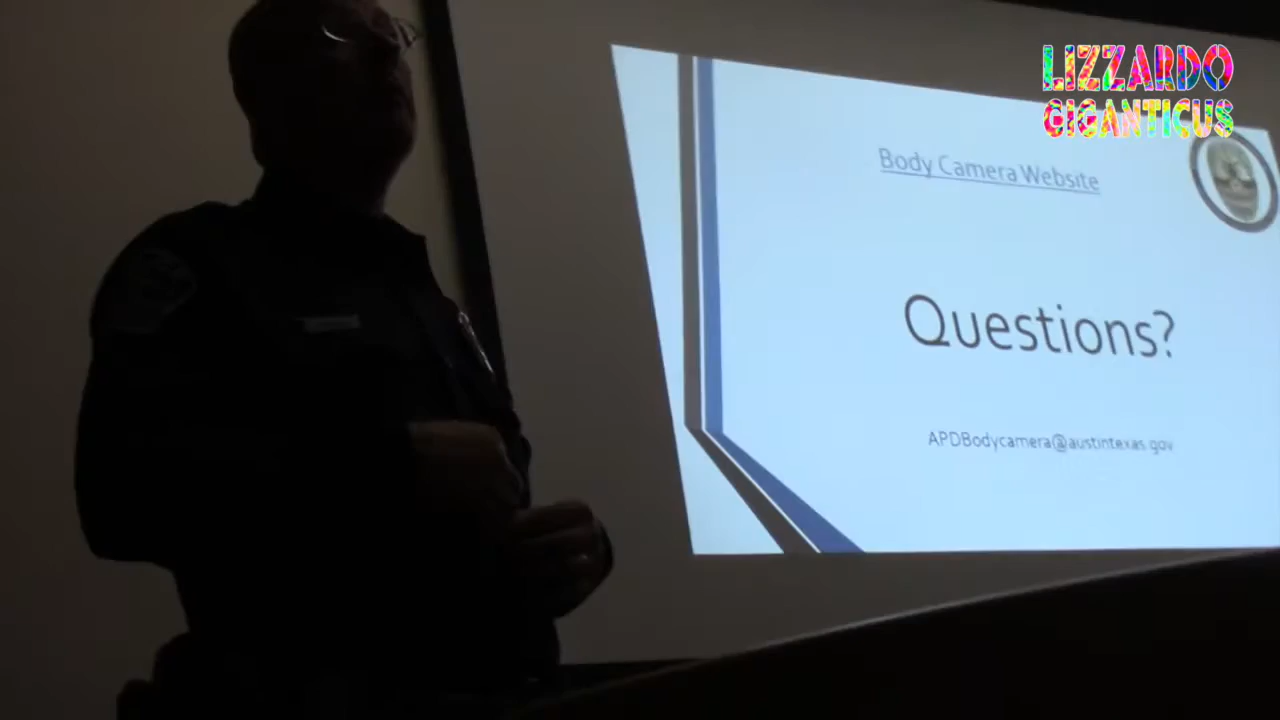 LIZZARDO
GIGANTICUS
Body Camera Website
Questions?
APDBodycamera@austintexas.gov